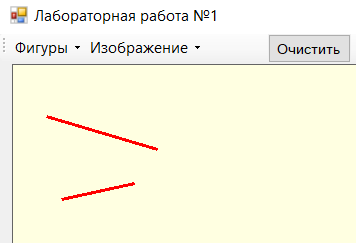 Лабораторная работа №1
Фигуры Изображение Очистить